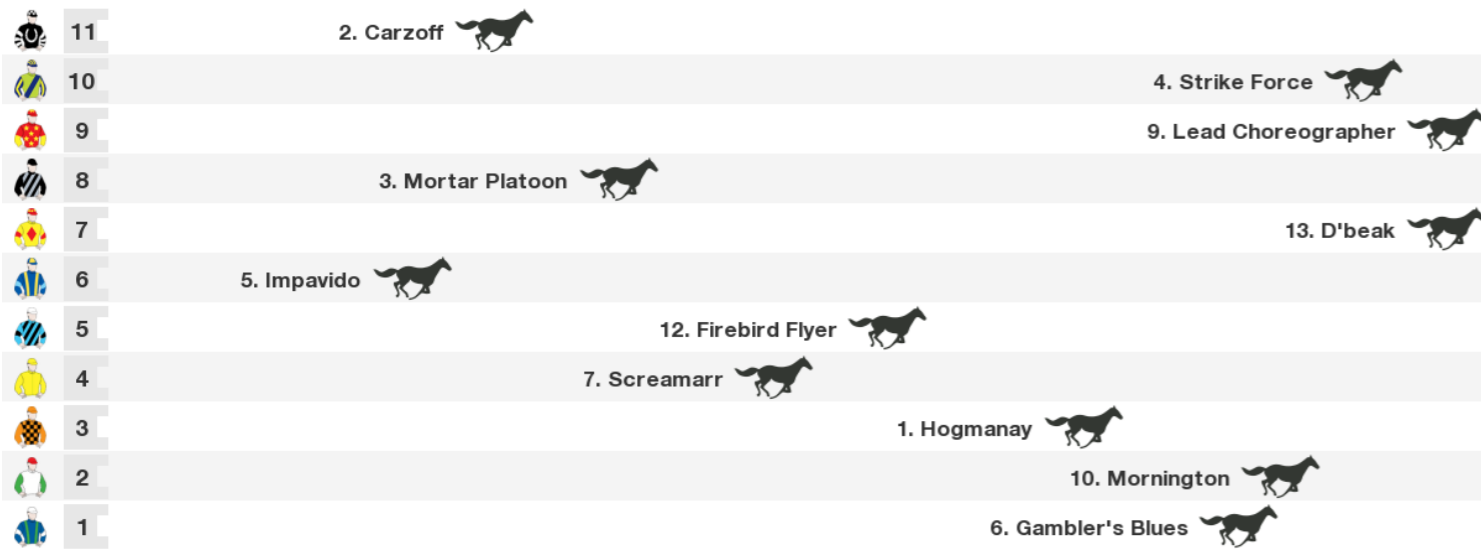 11 2. Carzoff
10 4. Strike Force
9 9. Lead Choreographer
8 3. Mortar Platoon
7 13. D'beak
6 5. Impavido
5 12. Firebird Flyer
4 7. Screamarr
3 1. Hogmanay
2 10. Mornington
1 6. Gambler's Blues